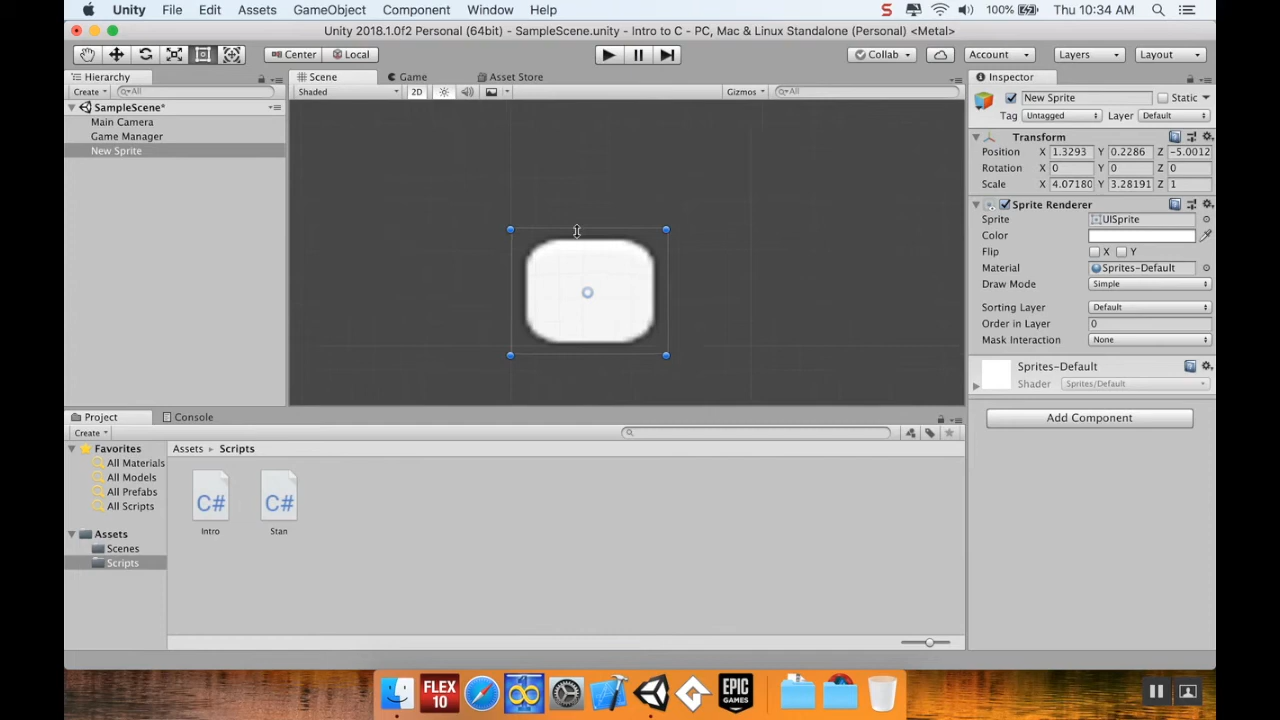 Unity File Edit Assets GameObject Component Window Help S 100% Thu 10:34 AM
Unity 2018.1.0f2 Personal (64bit) - SampleScene.unity - Intro to C - PC, Mac & Linux Standalone (Personal) <Metal>
Center Local Collab Account Layers Layout
Hierarchy Scene Game Asset Store Inspector
Create All Shaded 2D Gizmos All New Sprite Static
SampleScene*
Tag Untagged Layer Default
Main Camera
Game Manager
New Sprite
Transform
Position X 1.3293 Y 0.2286 Z -5.0012
Rotation X 0 Y 0 Z 0
Scale X 4.07180 Y 3.28191 Z 1
Sprite Renderer
Sprite UISprite
Color
Flip X Y
Material Sprites-Default
Draw Mode Simple
Sorting Layer Default
Order in Layer 0
Mask Interaction None
Sprites-Default
Shader Sprites/Default
Add Component
Project Console
Create
Favorites
All Materials
All Models
All Prefabs
All Scripts
Assets
Scenes
Scripts
Assets Scripts
C# C#
Intro Stan
FLEX
10
EPIC
GAMES